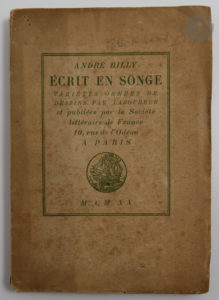 ANDRÉ BILLY
ÉCRIT EN SONGE
VARIÉTÉS ORNÉES DE
DESSINS PAR LABOUREUR
et publiées par la Société
littéraire de France
10, rue de l'Odéon
A PARIS
M CM XX